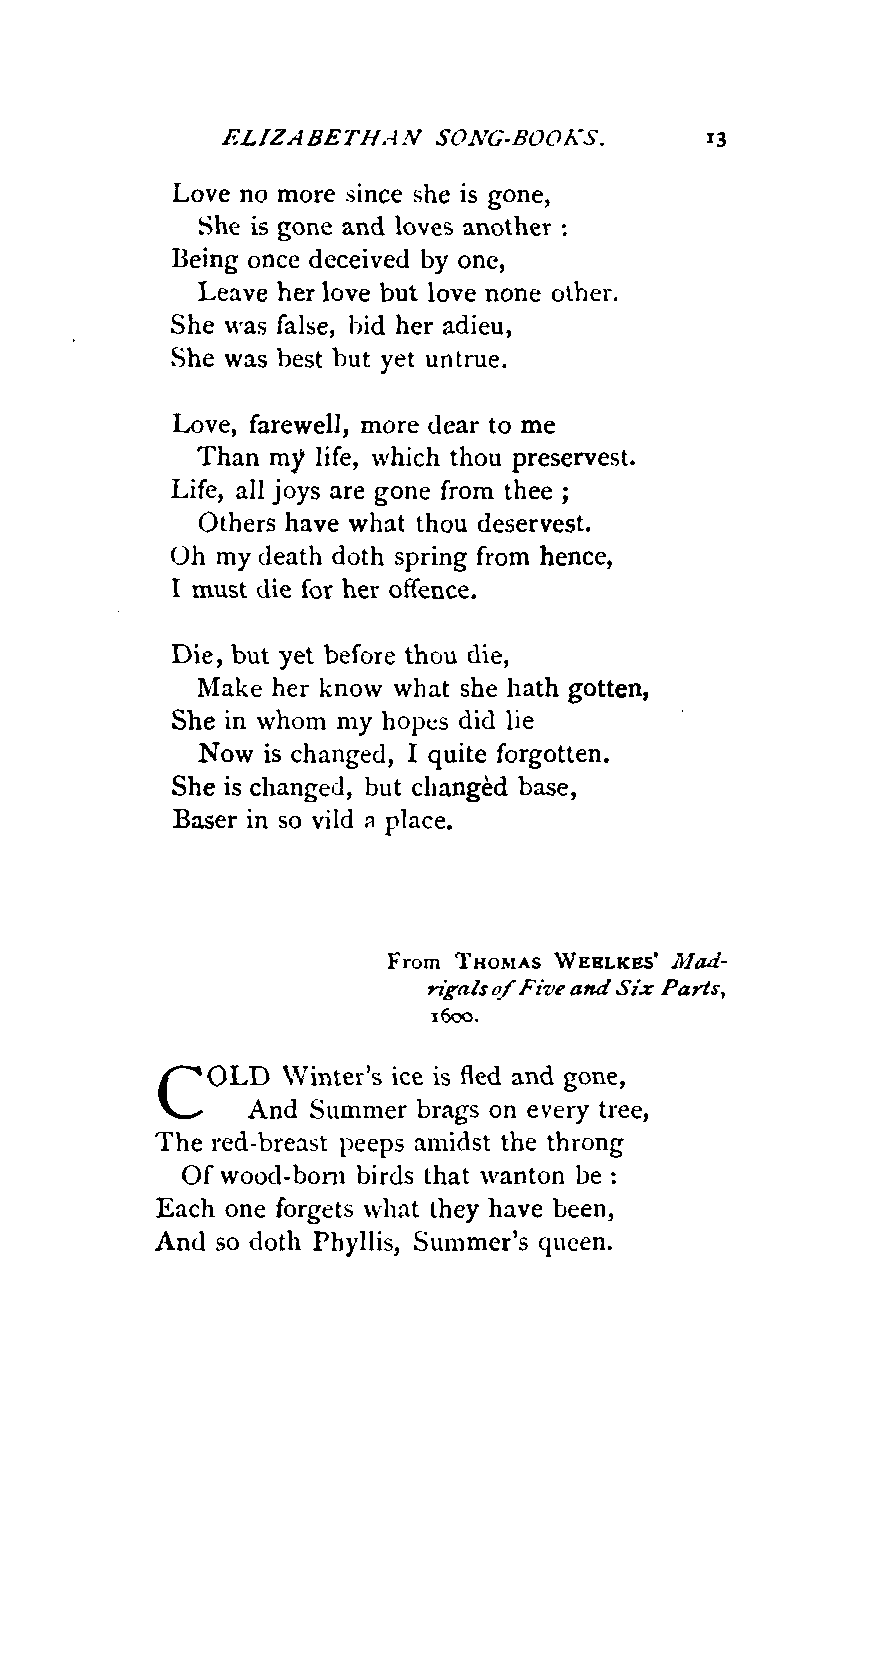 ELIZABETHAN SONG-BOOKS. 13
Love no more since she is gone,
She is gone and loves another :
Being once deceived by one,
Leave her love but love none other.
She was false, bid her adieu,
She was best but yet untrue.
Love, farewell, more dear to me
Than my life, which thou preservest.
Life, all joys are gone from thee ;
Others have what thou deservest.
Oh my death doth spring from hence,
I must die for her offence.
Die, but yet before thou die,
Make her know what she hath gotten,
She in whom my hopes did lie
Now is changed, I quite forgotten.
She is changed, but changèd base,
Baser in so vild a place.
From THOMAS WEELKES' Mad-
rigals of Five and Six Parts,
1600.
COLD Winter's ice is fled and gone,
And Summer brags on every tree,
The red-breast peeps amidst the throng
Of wood-born birds that wanton be :
Each one forgets what they have been,
And so doth Phyllis, Summer's queen.